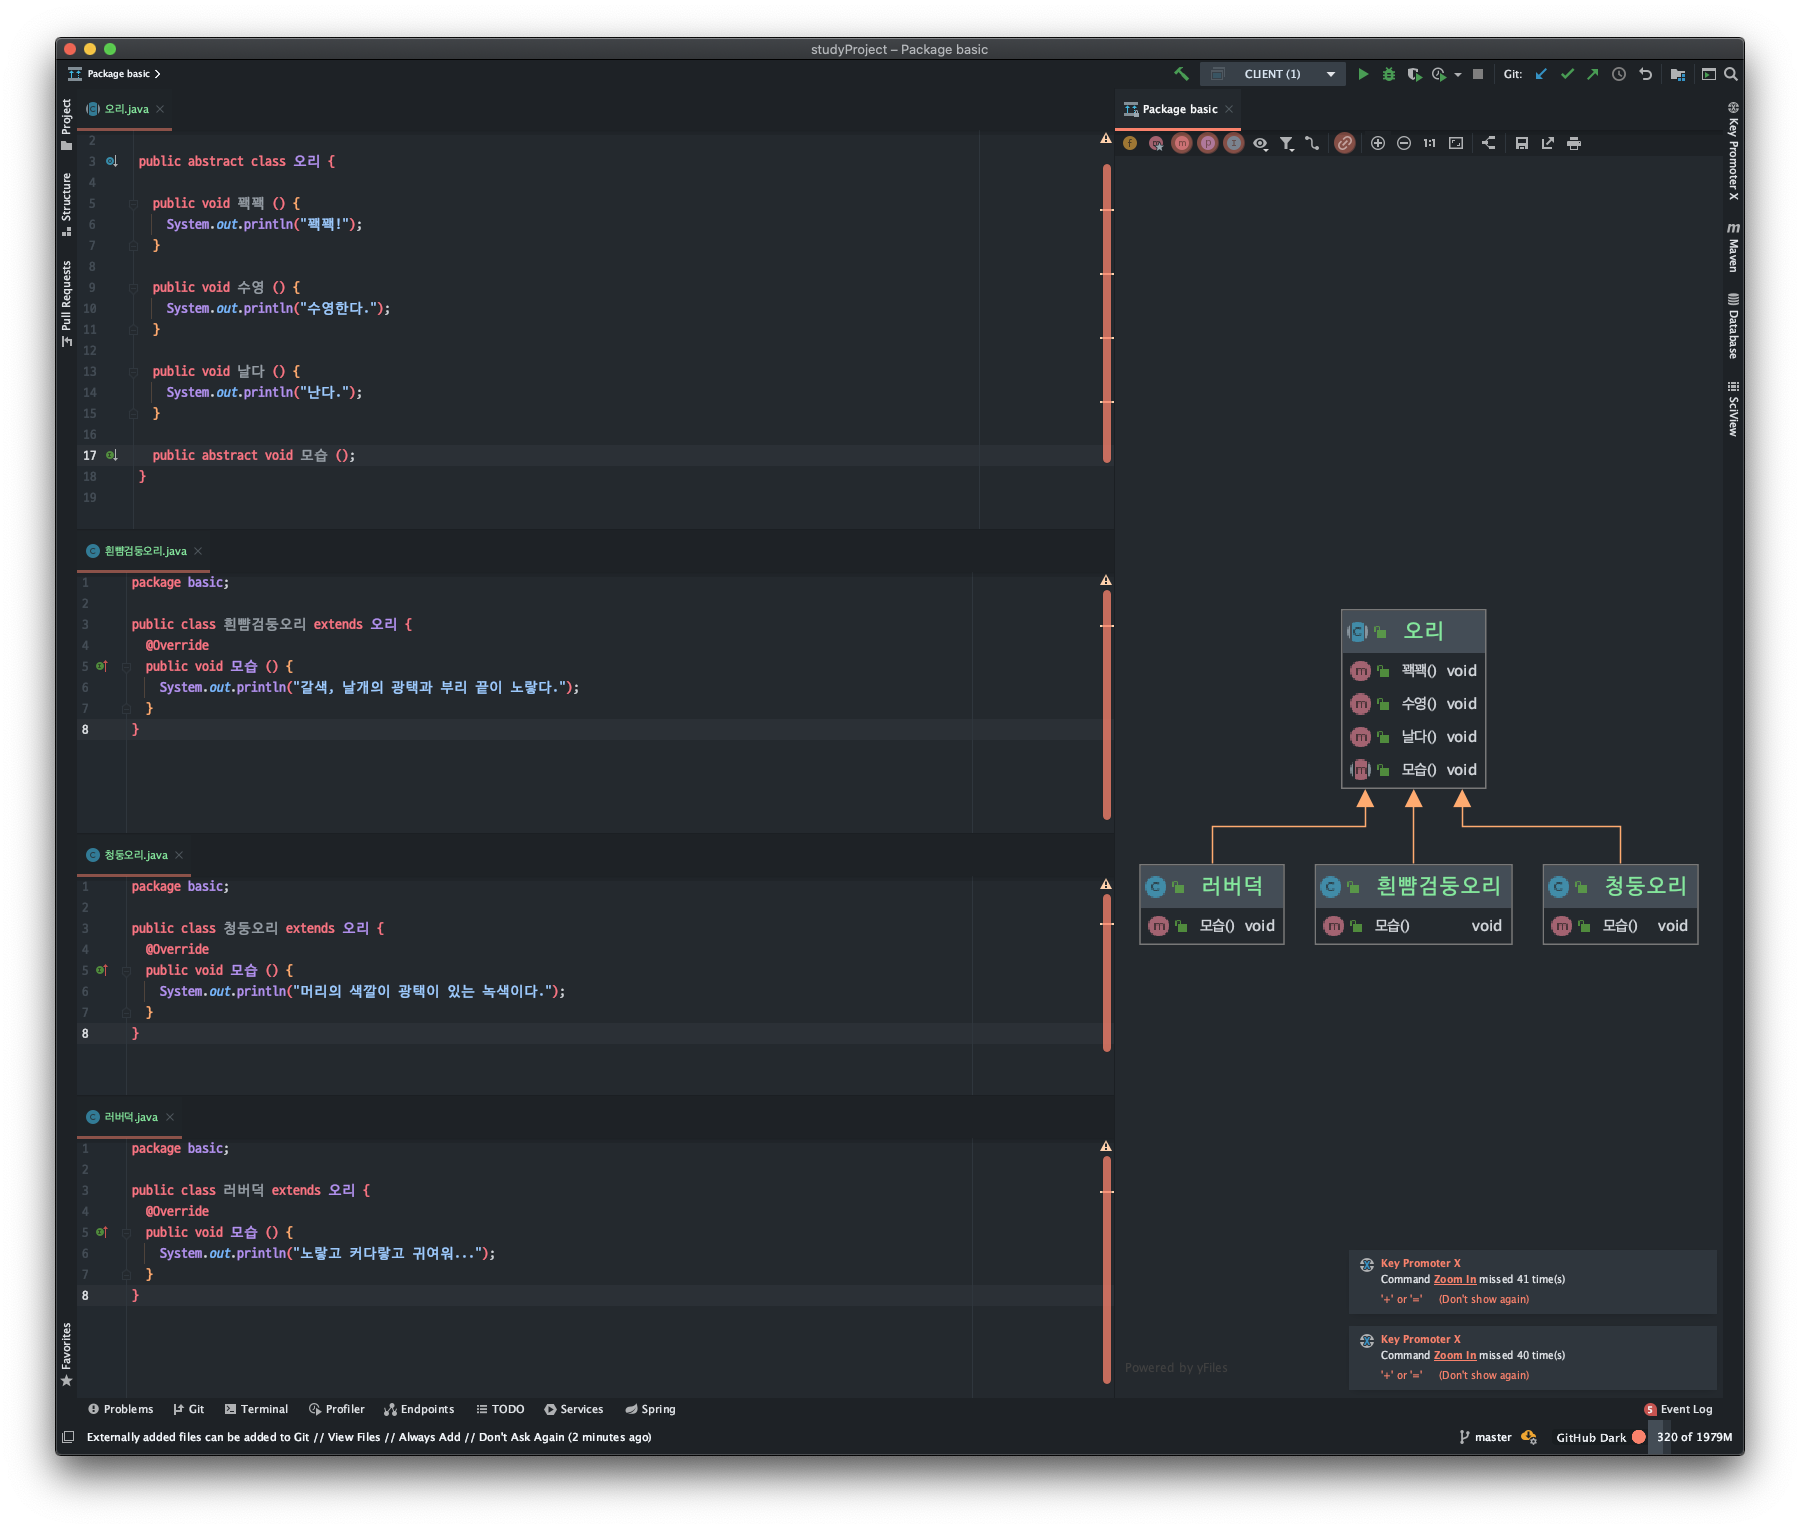 studyProject – Package basic
Package basic
CLIENT (1)
Git:
Project
Structure
Pull Requests
Favorites
오리.java
2
3 public abstract class 오리 {
4
5 public void 꽥꽥 () {
6 System.out.println("꽥꽥!");
7 }
8
9 public void 수영 () {
10 System.out.println("수영한다.");
11 }
12
13 public void 날다 () {
14 System.out.println("난다.");
15 }
16
17 public abstract void 모습 ();
18 }
19
흰뺨검둥오리.java
1 package basic;
2
3 public class 흰뺨검둥오리 extends 오리 {
4 @Override
5 public void 모습 () {
6 System.out.println("갈색, 날개의 광택과 부리 끝이 노랗다.");
7 }
8 }
청둥오리.java
1 package basic;
2
3 public class 청둥오리 extends 오리 {
4 @Override
5 public void 모습 () {
6 System.out.println("머리의 색깔이 광택이 있는 녹색이다.");
7 }
8 }
러버덕.java
1 package basic;
2
3 public class 러버덕 extends 오리 {
4 @Override
5 public void 모습 () {
6 System.out.println("노랗고 커다랗고 귀여워...");
7 }
8 }
Package basic
1:1
오리
꽥꽥() void
수영() void
날다() void
모습() void
러버덕
모습() void
흰뺨검둥오리
모습() void
청둥오리
모습() void
Powered by yFiles
Key Promoter X
Command Zoom In missed 41 time(s)
'+' or '=' (Don't show again)
Key Promoter X
Command Zoom In missed 40 time(s)
'+' or '=' (Don't show again)
Key Promoter X
Maven
Database
SciView
Problems Git Terminal Profiler Endpoints TODO Services Spring
5 Event Log
Externally added files can be added to Git // View Files // Always Add // Don't Ask Again (2 minutes ago)
master GitHub Dark 320 of 1979M